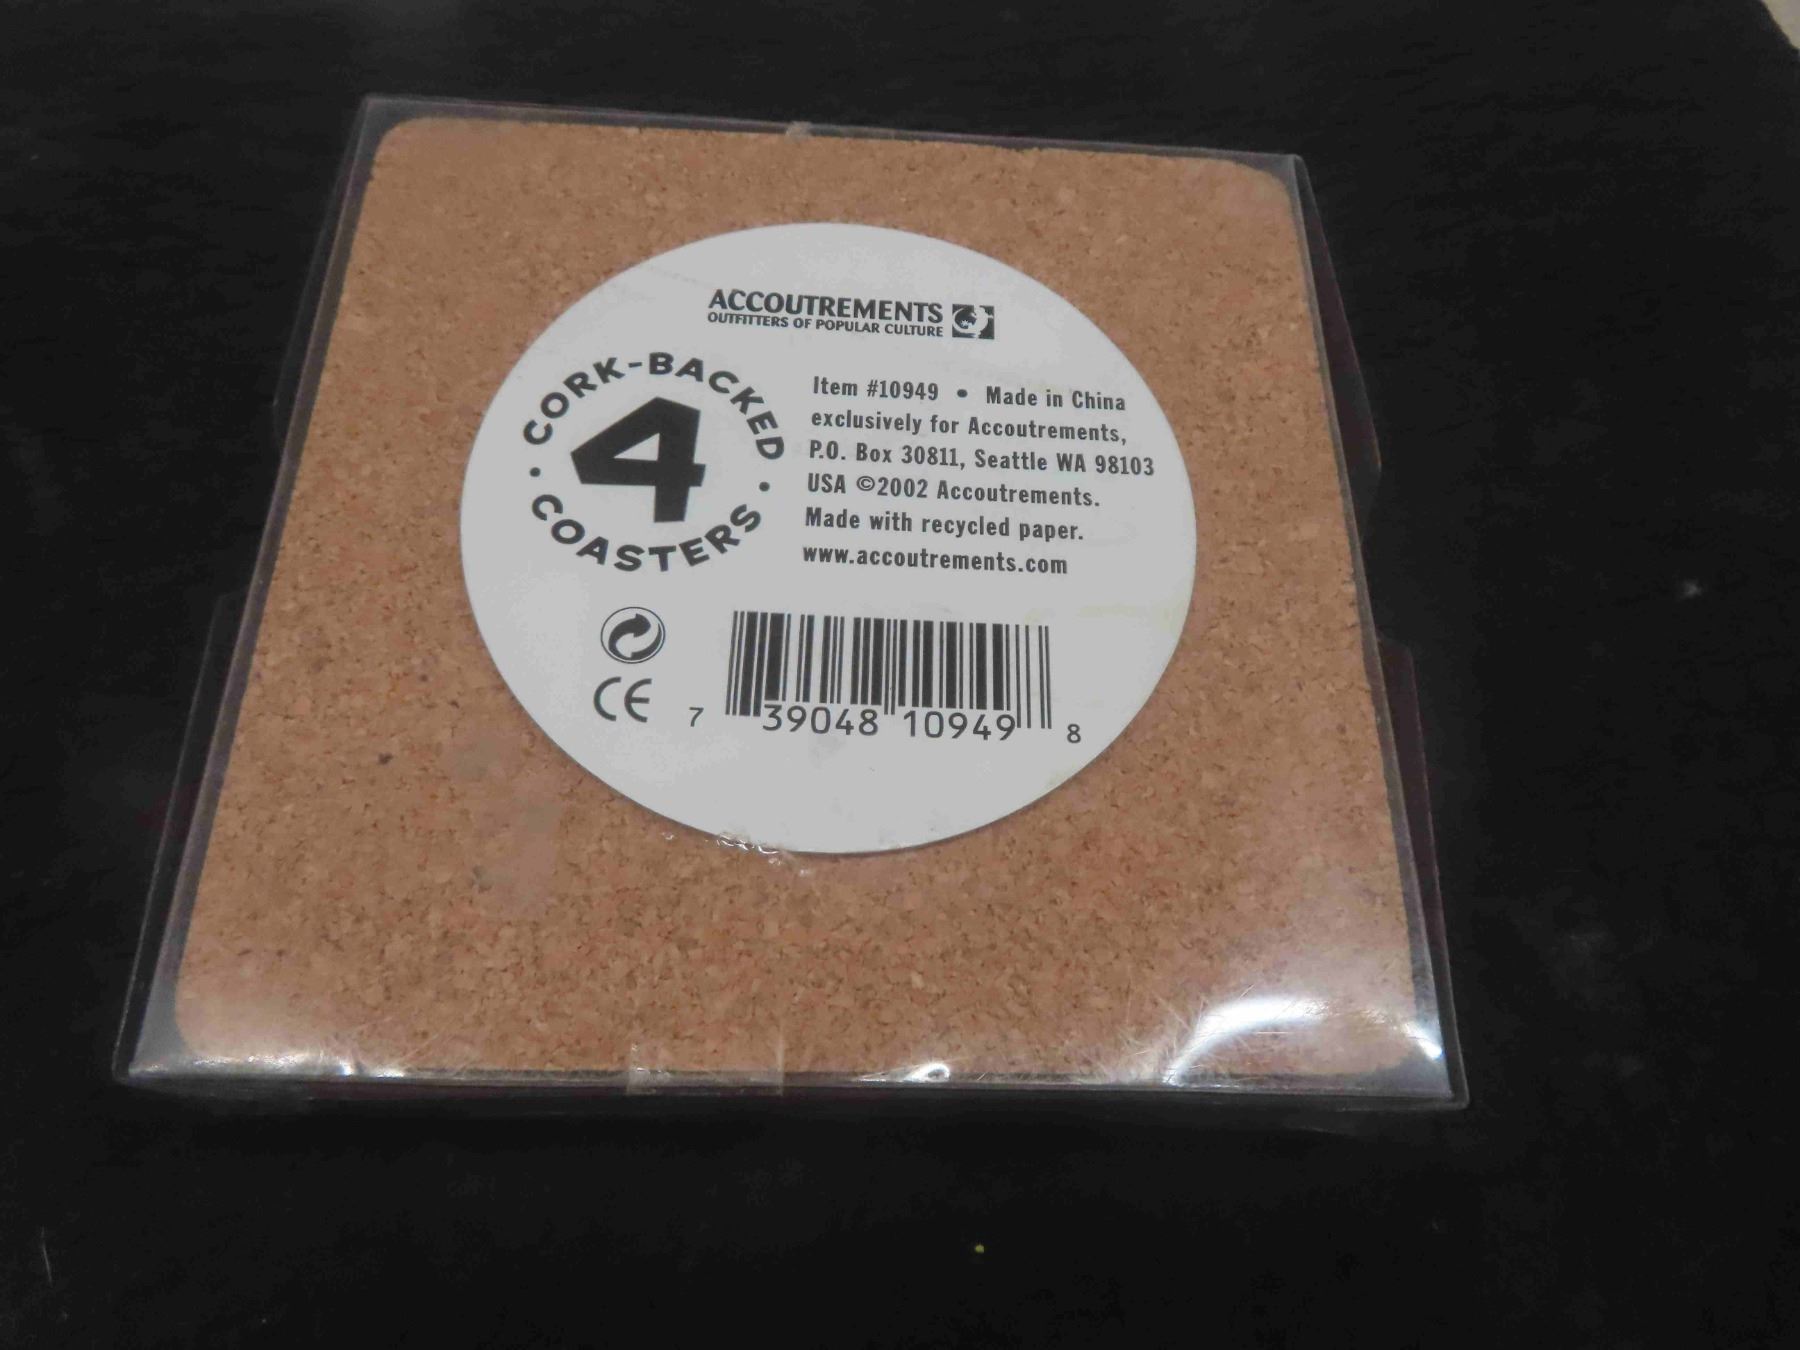 ACCOUTREMENTS
OUTFITTERS OF POPULAR CULTURE
CORK-BACKED
4
COASTERS
Item #10949 • Made in China
exclusively for Accoutrements,
P.O. Box 30811, Seattle WA 98103
USA ©2002 Accoutrements.
Made with recycled paper.
www.accoutrements.com
CE
7 39048 10949 8